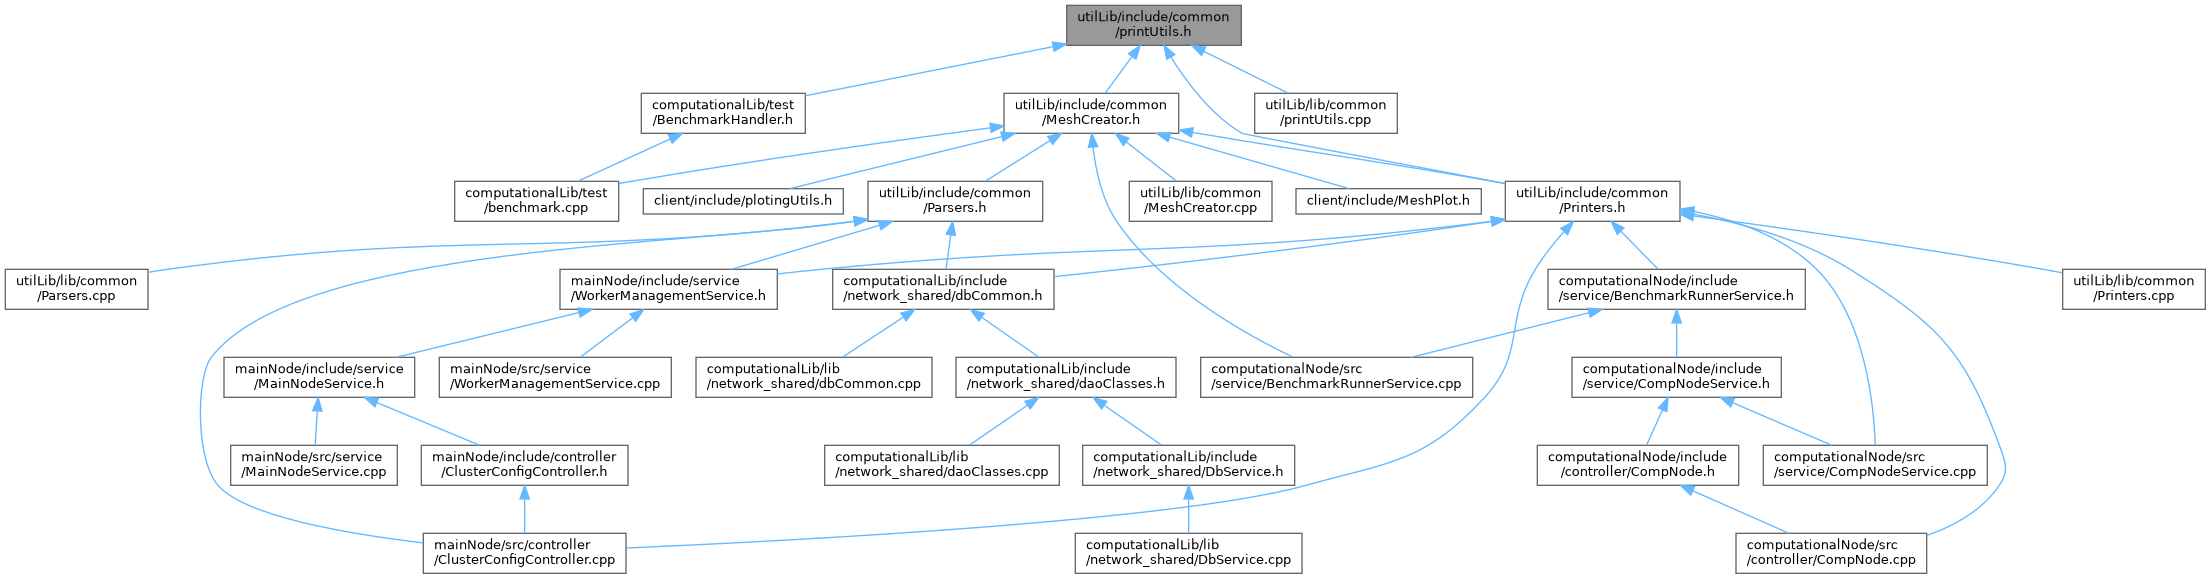 utilLib/include/common
/printUtils.h
computationalLib/test
/BenchmarkHandler.h
utilLib/include/common
/MeshCreator.h
utilLib/lib/common
/printUtils.cpp
computationalLib/test
/benchmark.cpp
client/include/plotingUtils.h
utilLib/include/common
/Parsers.h
utilLib/lib/common
/MeshCreator.cpp
client/include/MeshPlot.h
utilLib/include/common
/Printers.h
utilLib/lib/common
/Parsers.cpp
mainNode/include/service
/WorkerManagementService.h
computationalLib/include
/network_shared/dbCommon.h
computationalNode/include
/service/BenchmarkRunnerService.h
utilLib/lib/common
/Printers.cpp
mainNode/include/service
/MainNodeService.h
mainNode/src/service
/WorkerManagementService.cpp
computationalLib/lib
/network_shared/dbCommon.cpp
computationalLib/include
/network_shared/daoClasses.h
computationalNode/src
/service/BenchmarkRunnerService.cpp
computationalNode/include
/service/CompNodeService.h
mainNode/src/service
/MainNodeService.cpp
mainNode/include/controller
/ClusterConfigController.h
computationalLib/lib
/network_shared/daoClasses.cpp
computationalLib/include
/network_shared/DbService.h
computationalNode/include
/controller/CompNode.h
computationalNode/src
/service/CompNodeService.cpp
mainNode/src/controller
/ClusterConfigController.cpp
computationalLib/lib
/network_shared/DbService.cpp
computationalNode/src
/controller/CompNode.cpp